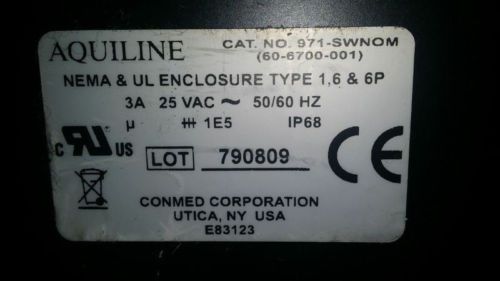 AQUILINE CAT. NO. 971-SWNOM
(60-6700-001)
NEMA & UL ENCLOSURE TYPE 1,6 & 6P
3A 25 VAC ~ 50/60 HZ
µ 1E5 IP68
c RU US
LOT 790809 CE
CONMED CORPORATION
UTICA, NY USA
E83123